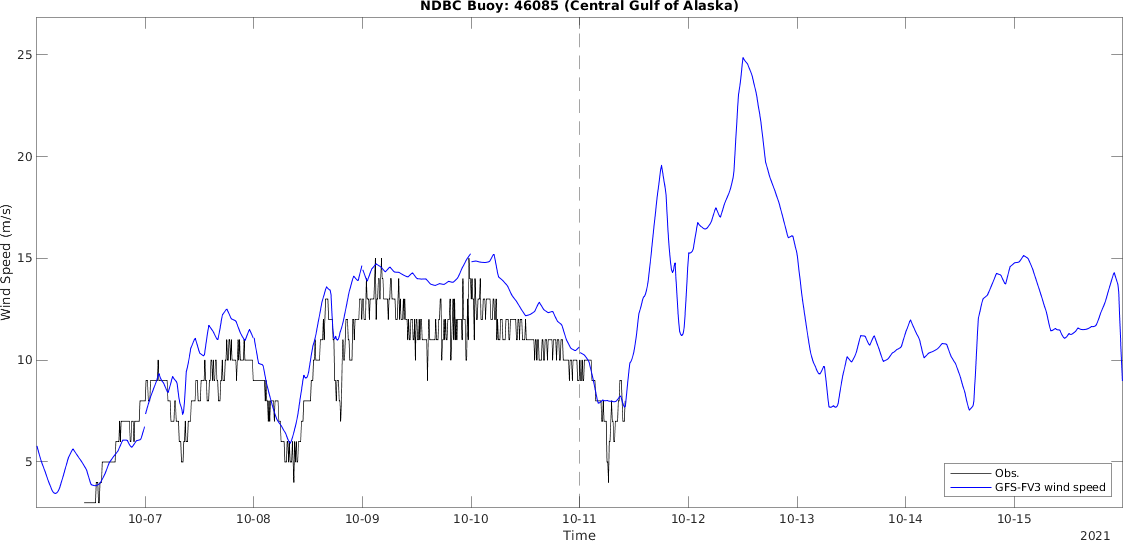 NDBC Buoy: 46085 (Central Gulf of Alaska)
25
20
15
10
5
Wind Speed (m/s)
Obs.
GFS-FV3 wind speed
10-07 10-08 10-09 10-10 10-11 10-12 10-13 10-14 10-15
Time
2021